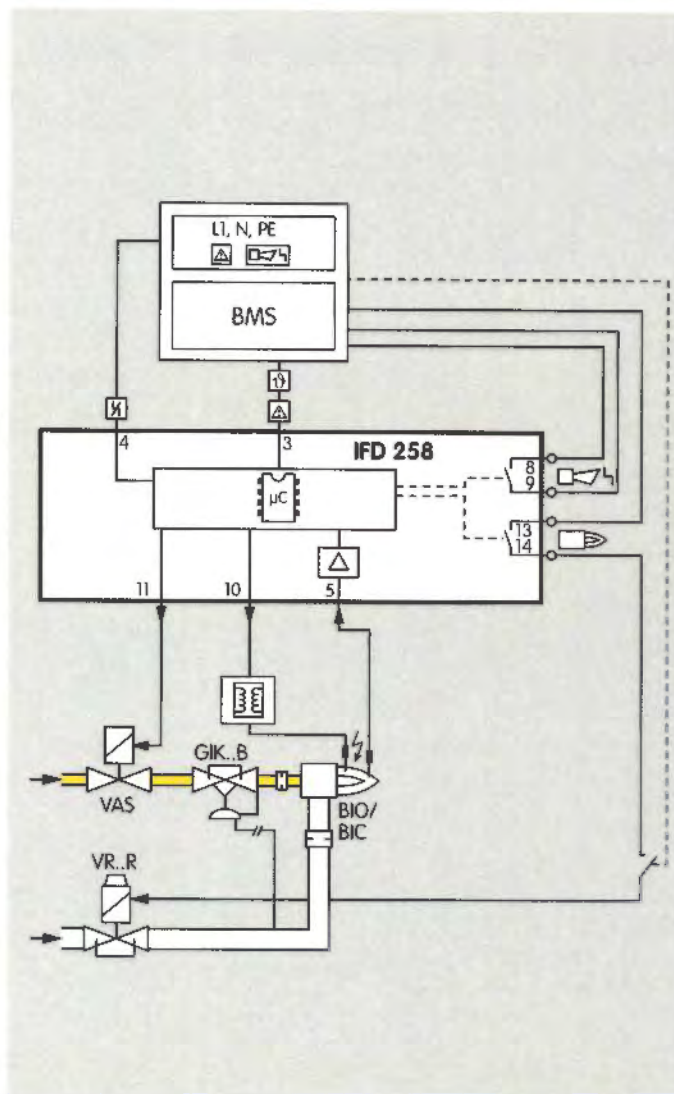 L1, N, PE
BMS
4
3
IFD 258
µC
8
9
13
14
11
10
5
GIK..B
VAS
BIO/
BIC
VR..R